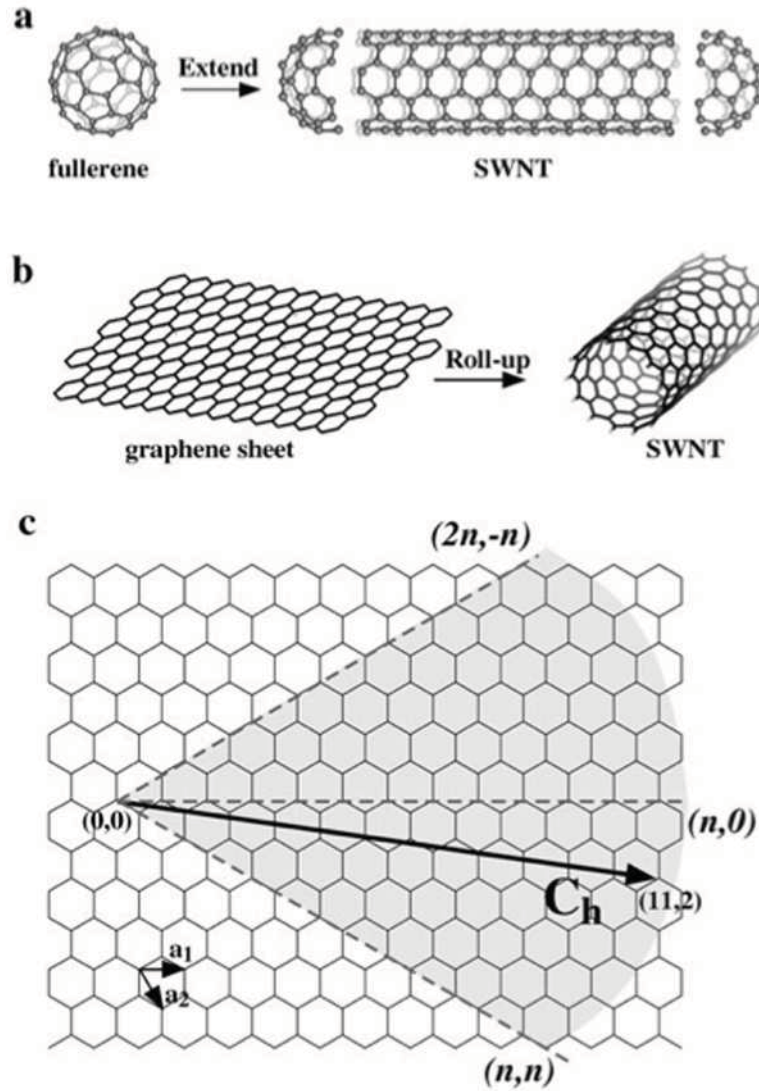 a
Extend
fullerene
SWNT
b
Roll-up
graphene sheet
SWNT
c
(2n,-n)
(0,0)
(n,0)
Ch
(11,2)
a1
a2
(n,n)